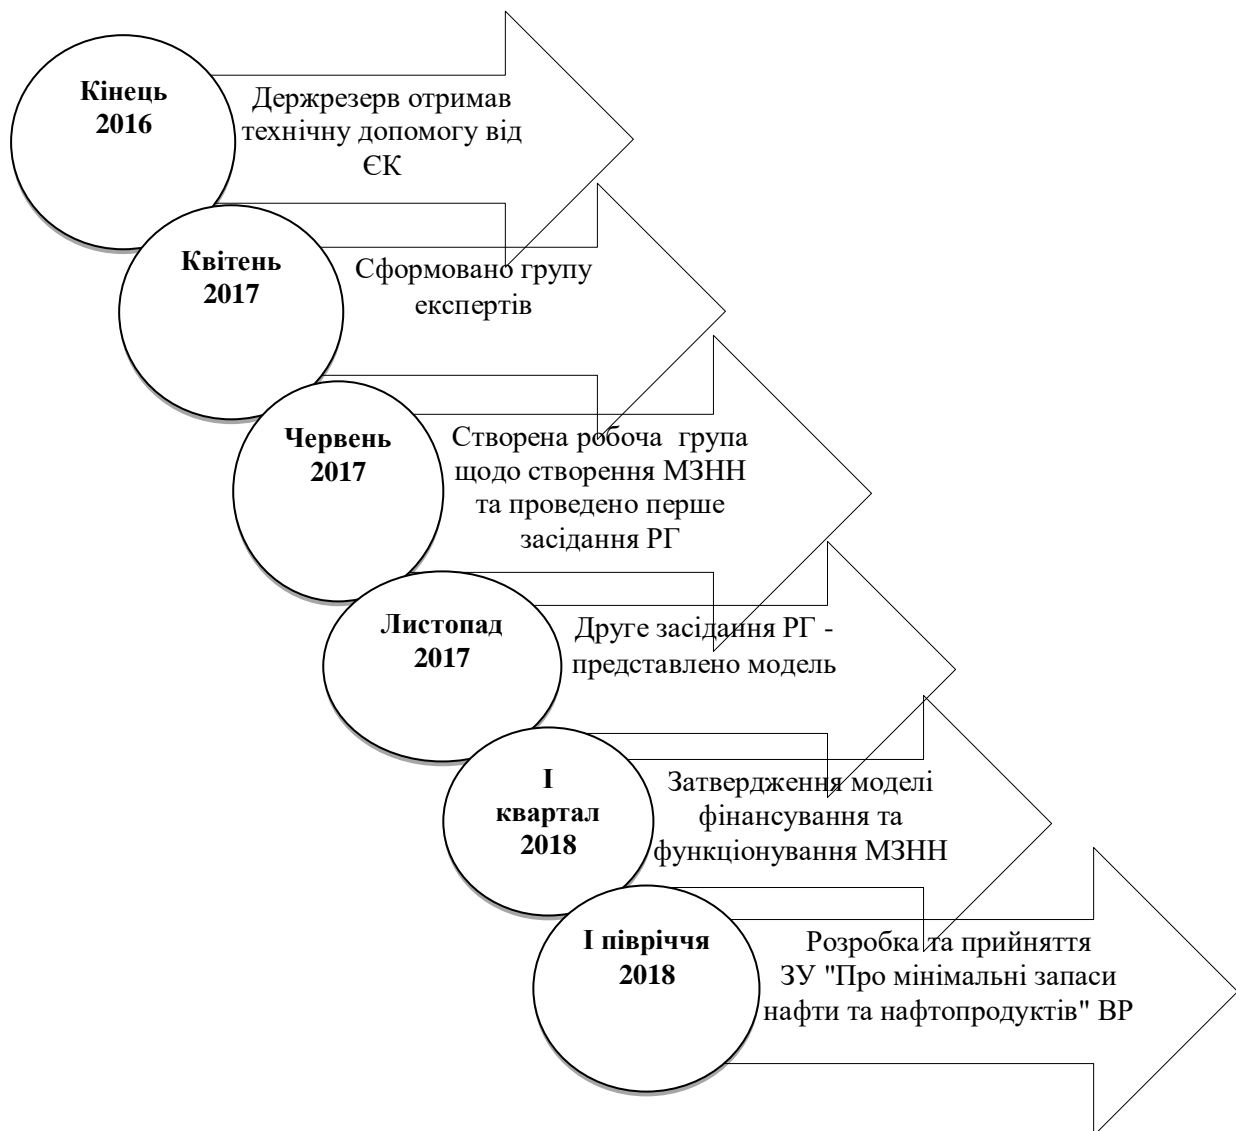 Кінець
2016
Держрезерв отримав
технічну допомогу від
ЄК
Квітень
2017
Сформовано групу
експертів
Червень
2017
Створена робоча група
щодо створення МЗНН
та проведено перше
засідання РГ
Листопад
2017
Друге засідання РГ -
представлено модель
І
квартал
2018
Затвердження моделі
фінансування та
функціонування МЗНН
І півріччя
2018
Розробка та прийняття
ЗУ "Про мінімальні запаси
нафти та нафтопродуктів" ВР